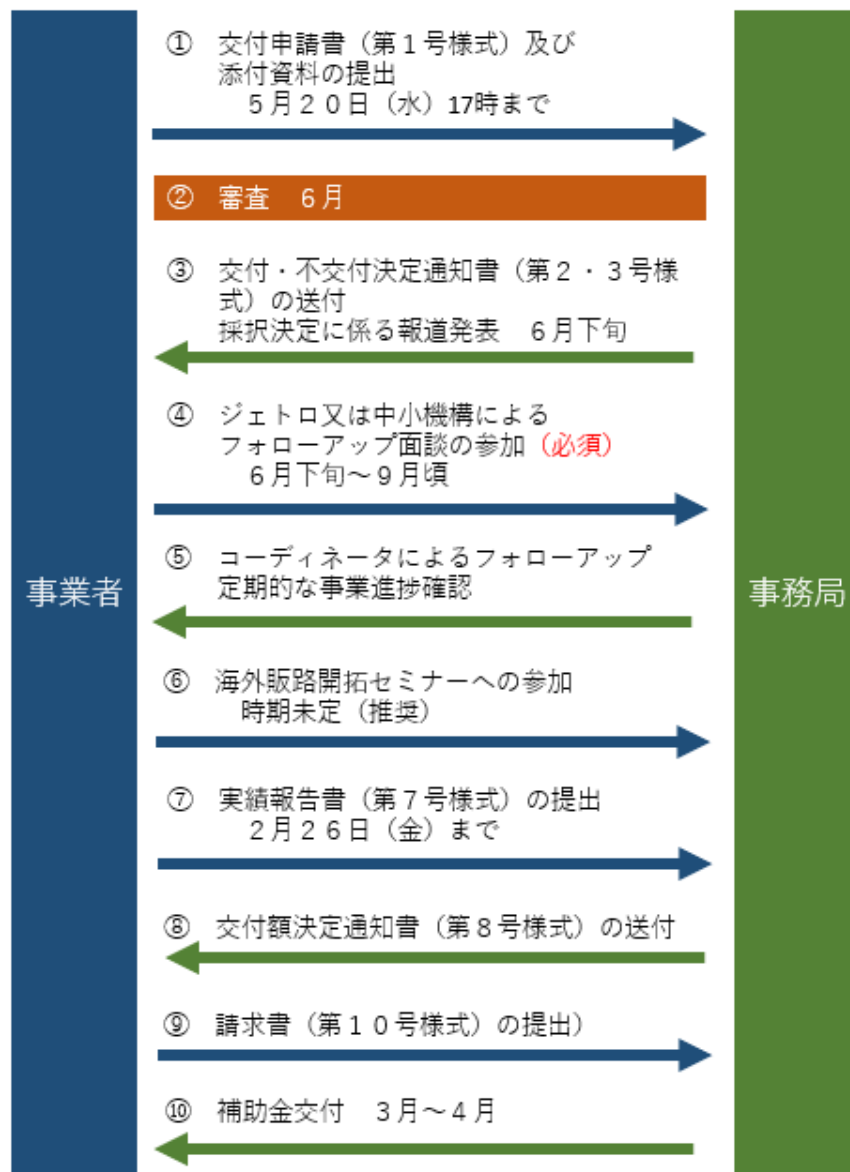 ① 交付申請書（第１号様式）及び
添付資料の提出
５月２０日（水）17時まで
② 審査　６月
③ 交付・不交付決定通知書（第２・３号様
式）の送付
採択決定に係る報道発表　６月下旬
④ ジェトロ又は中小機構による
フォローアップ面談の参加（必須）
６月下旬～９月頃
⑤ コーディネータによるフォローアップ
定期的な事業進捗確認
事業者
事務局
⑥ 海外販路開拓セミナーへの参加
時期未定（推奨）
⑦ 実績報告書（第７号様式）の提出
２月２６日（金）まで
⑧ 交付額決定通知書（第８号様式）の送付
⑨ 請求書（第１０号様式）の提出）
⑩ 補助金交付　３月～４月